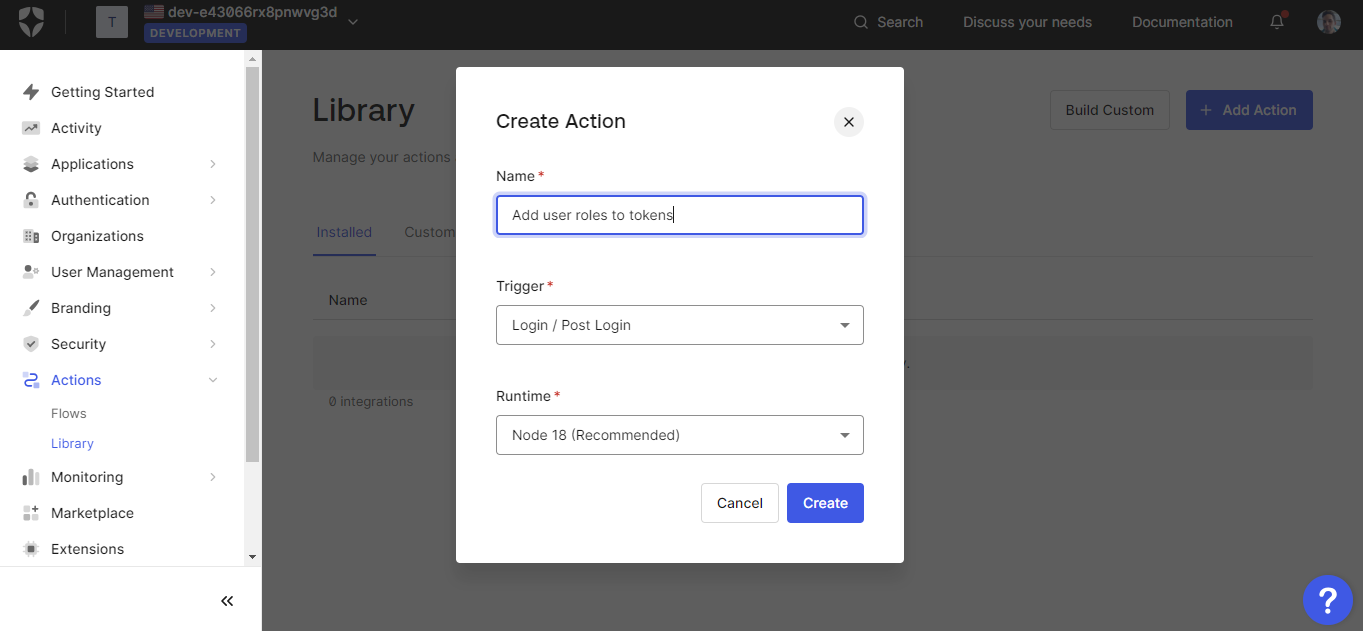 T
dev-e43066rx8pnwvg3d
DEVELOPMENT
Search
Discuss your needs
Documentation
Getting Started
Activity
Applications
Authentication
Organizations
User Management
Branding
Security
Actions
Flows
Library
Monitoring
Marketplace
Extensions
Library
Build Custom
+ Add Action
Manage your actions
Installed
Custom
Name
0 integrations
Create Action
Name *
Add user roles to tokens
Trigger *
Login / Post Login
Runtime *
Node 18 (Recommended)
Cancel
Create
?